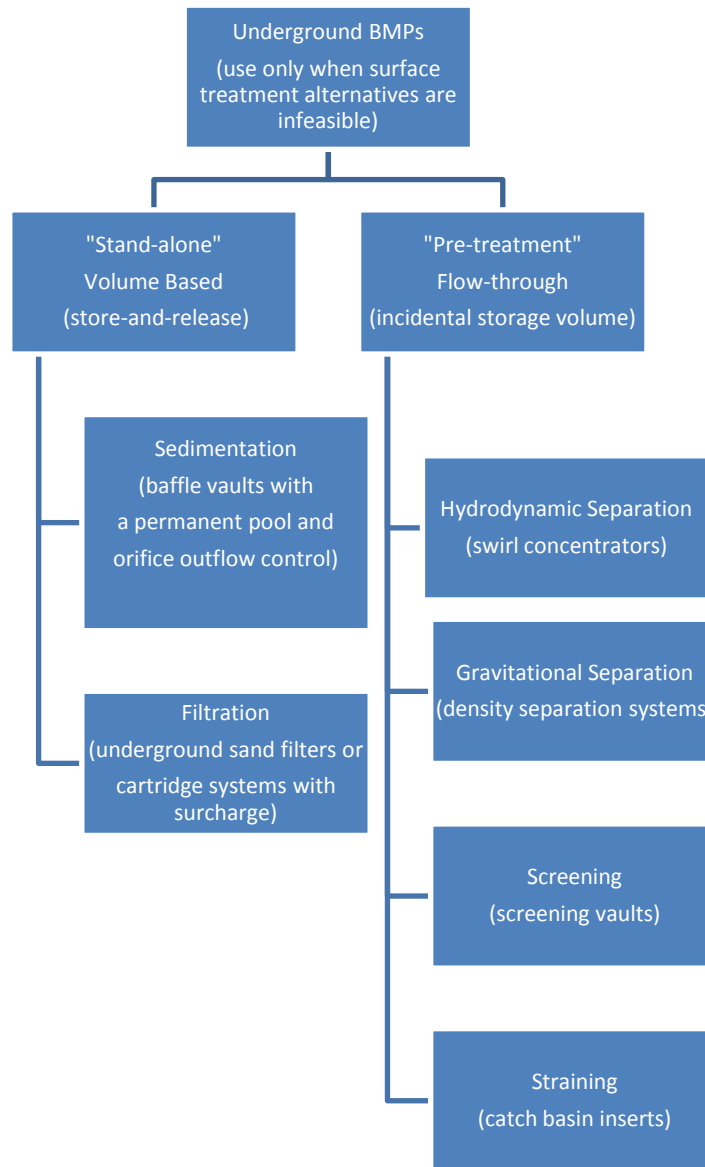 Underground BMPs
(use only when surface
treatment alternatives are
infeasible)
"Stand-alone"
Volume Based
(store-and-release)
"Pre-treatment"
Flow-through
(incidental storage volume)
Sedimentation
(baffle vaults with
a permanent pool and
orifice outflow control)
Filtration
(underground sand filters or
cartridge systems with
surcharge)
Hydrodynamic Separation
(swirl concentrators)
Gravitational Separation
(density separation systems
Screening
(screening vaults)
Straining
(catch basin inserts)